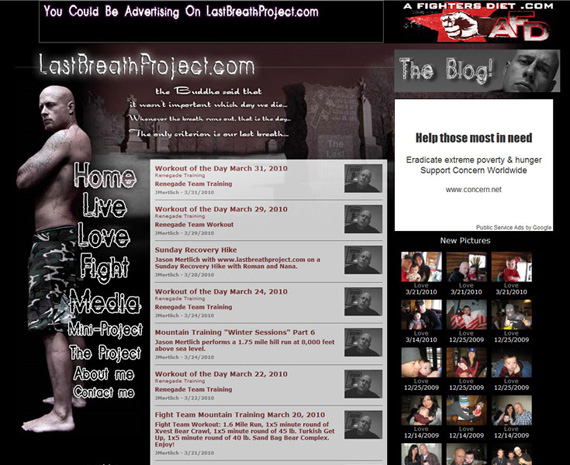 You Could Be Advertising On LastBreathProject.com
A FIGHTERS DIET .COM
AFD
LastBreathProject.com
The Blog!
the Buddha said that
it wasn't important which day we die...
Whenever the breath runs out, that is the day...
The only criterion is our last breath...
The
Last
Home
Live
Love
Fight
Media
Mini-Project
The Project
About me
Contact me
Workout of the Day March 31, 2010
Renegade Training
Renegade Team Training
JMertlich - 3/31/2010
Workout of the Day March 29, 2010
Renegade Training
Renegade Team Workout
JMertlich - 3/29/2010
Sunday Recovery Hike
Jason Mertlich with www.lastbreathproject.com on a
Sunday Recovery Hike with Roman and Nana.
JMertlich - 3/28/2010
Workout of the Day March 24, 2010
Renegade Training
Renegade Team Training
JMertlich - 3/24/2010
Mountain Training "Winter Sessions" Part 6
Jason Mertlich performs a 1.75 mile hill run at 8,000 feet
above sea level.
JMertlich - 3/24/2010
Workout of the Day March 22, 2010
Renegade Training
Renegade Team Training
JMertlich - 3/22/2010
Fight Team Mountain Training March 20, 2010
Fight Team Workout: 1.6 Mile Run, 1x5 minute round of
Xvest Bear Crawl, 1x5 minute round of 45 lb. Turkish Get
Up, 1x5 minute round of 40 lb. Sand Bag Bear Complex.
Enjoy!
JMertlich - 3/21/2010
Help those most in need
Eradicate extreme poverty & hunger
Support Concern Worldwide
www.concern.net
Public Service Ads by Google
New Pictures
Love Love Love
3/21/2010 3/21/2010 3/21/2010
Love Love Love
3/14/2010 12/25/2009 12/25/2009
Love Love Love
12/25/2009 12/25/2009 12/25/2009
Love Love Love
12/14/2009 12/14/2009 12/14/2009